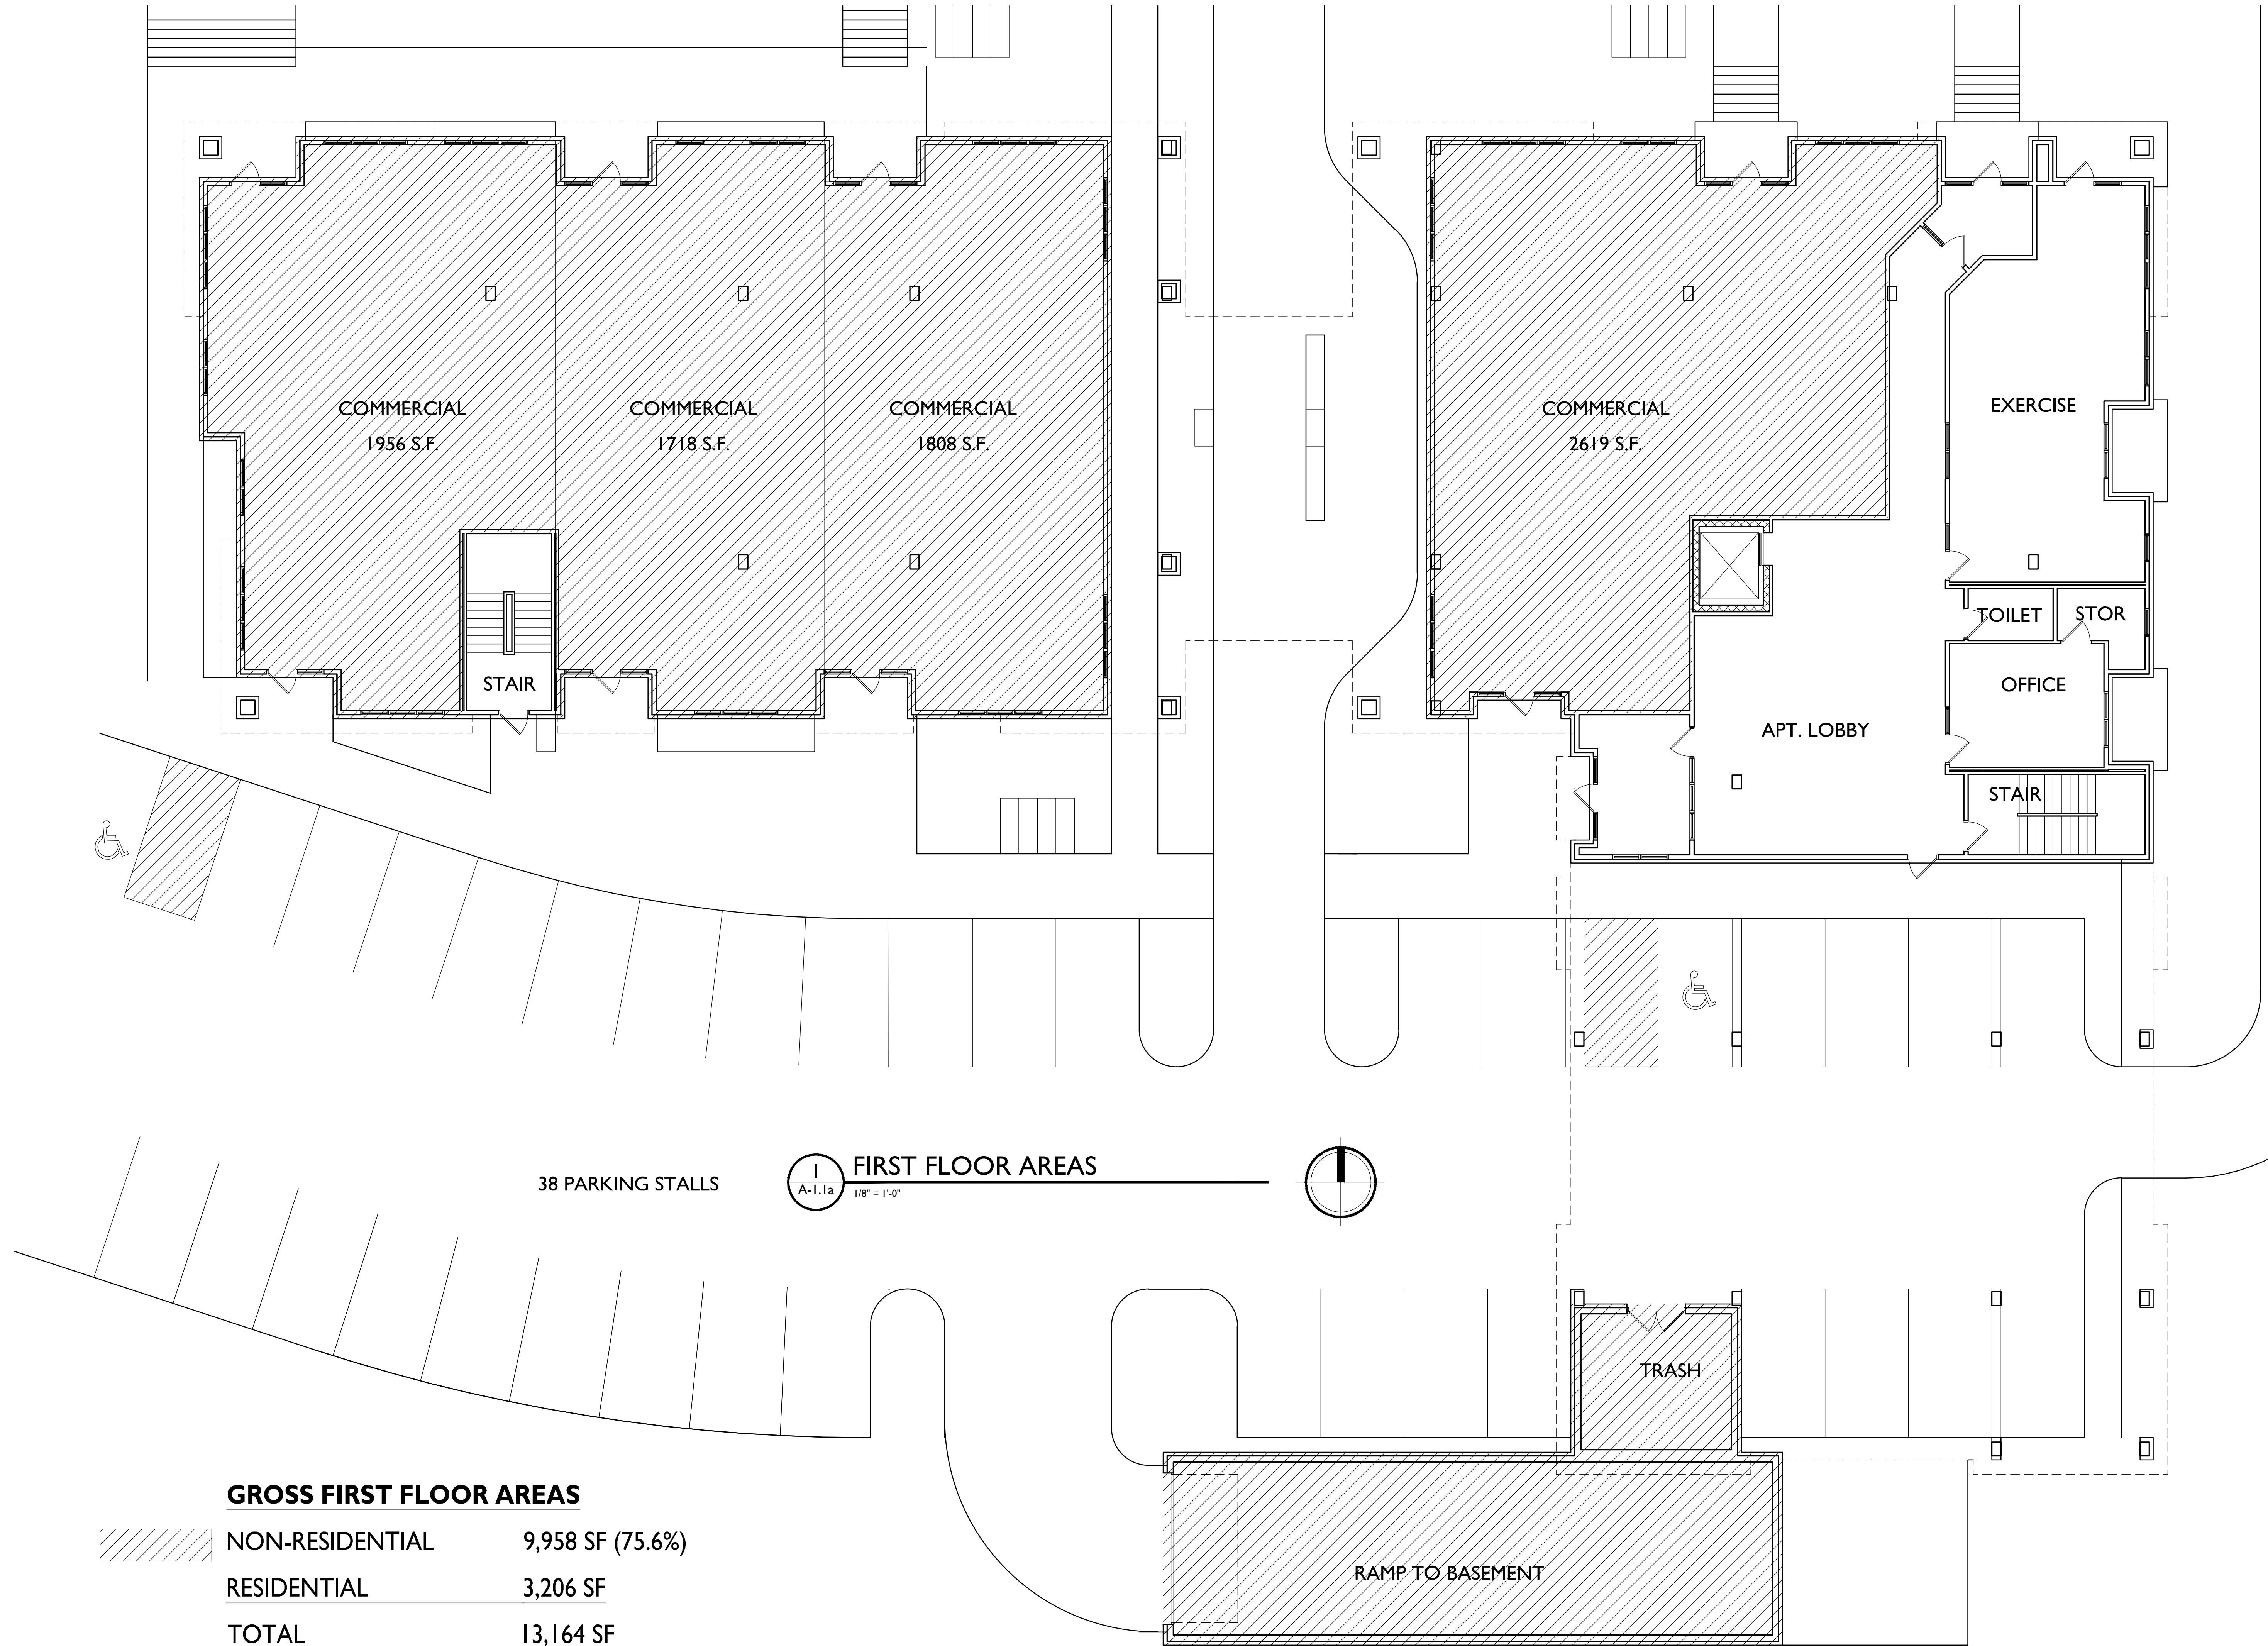 COMMERCIAL
1956 S.F.
COMMERCIAL
1718 S.F.
COMMERCIAL
1808 S.F.
COMMERCIAL
2619 S.F.
EXERCISE
TOILET
STOR
STAIR
OFFICE
APT. LOBBY
STAIR
38 PARKING STALLS
1
A-1.1a
FIRST FLOOR AREAS
1/8" = 1'-0"
TRASH
RAMP TO BASEMENT
GROSS FIRST FLOOR AREAS
NON-RESIDENTIAL 9,958 SF (75.6%)
RESIDENTIAL 3,206 SF
TOTAL 13,164 SF